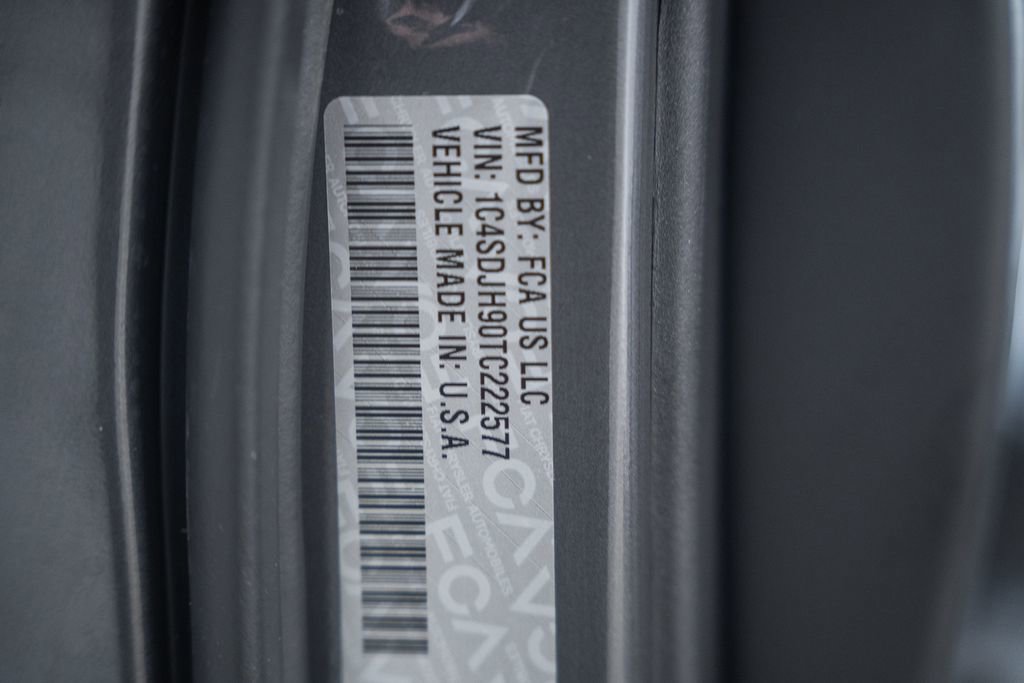 MFD BY: FCA US LLC
VIN: 1C4SDJH90TC222577
VEHICLE MADE IN: U.S.A.